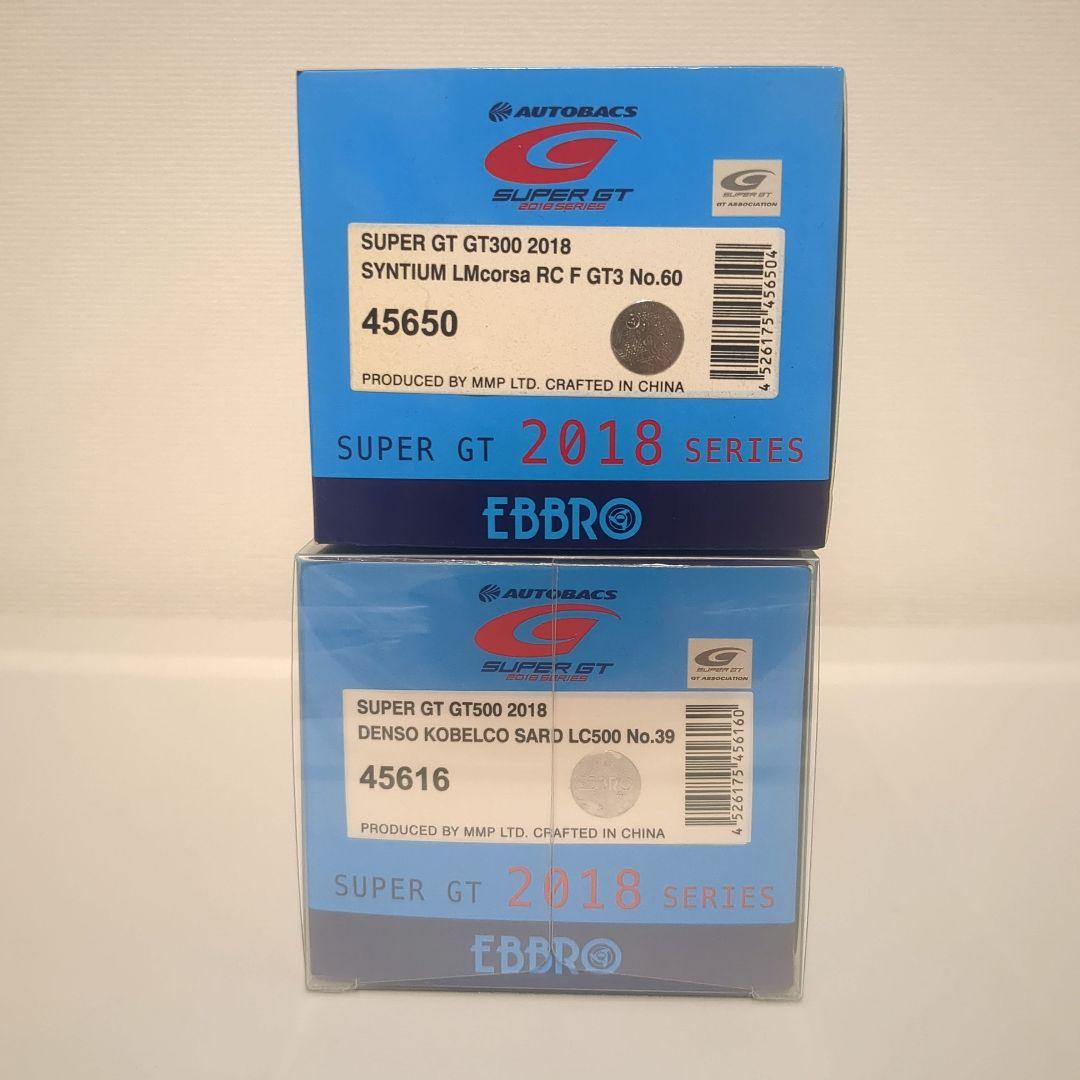 AUTOBACS
SUPER GT
2018 SERIES
SUPER GT
GT ASSOCIATION
SUPER GT GT300 2018
SYNTIUM LMcorsa RC F GT3 No.60
45650
PRODUCED BY MMP LTD. CRAFTED IN CHINA
4 526175 456504
SUPER GT 2018 SERIES
EBBRO
AUTOBACS
SUPER GT
2018 SERIES
SUPER GT
GT ASSOCIATION
SUPER GT GT500 2018
DENSO KOBELCO SARD LC500 No.39
45616
EBBRO
PRODUCED BY MMP LTD. CRAFTED IN CHINA
4 526175 456160
SUPER GT 2018 SERIES
EBBRO